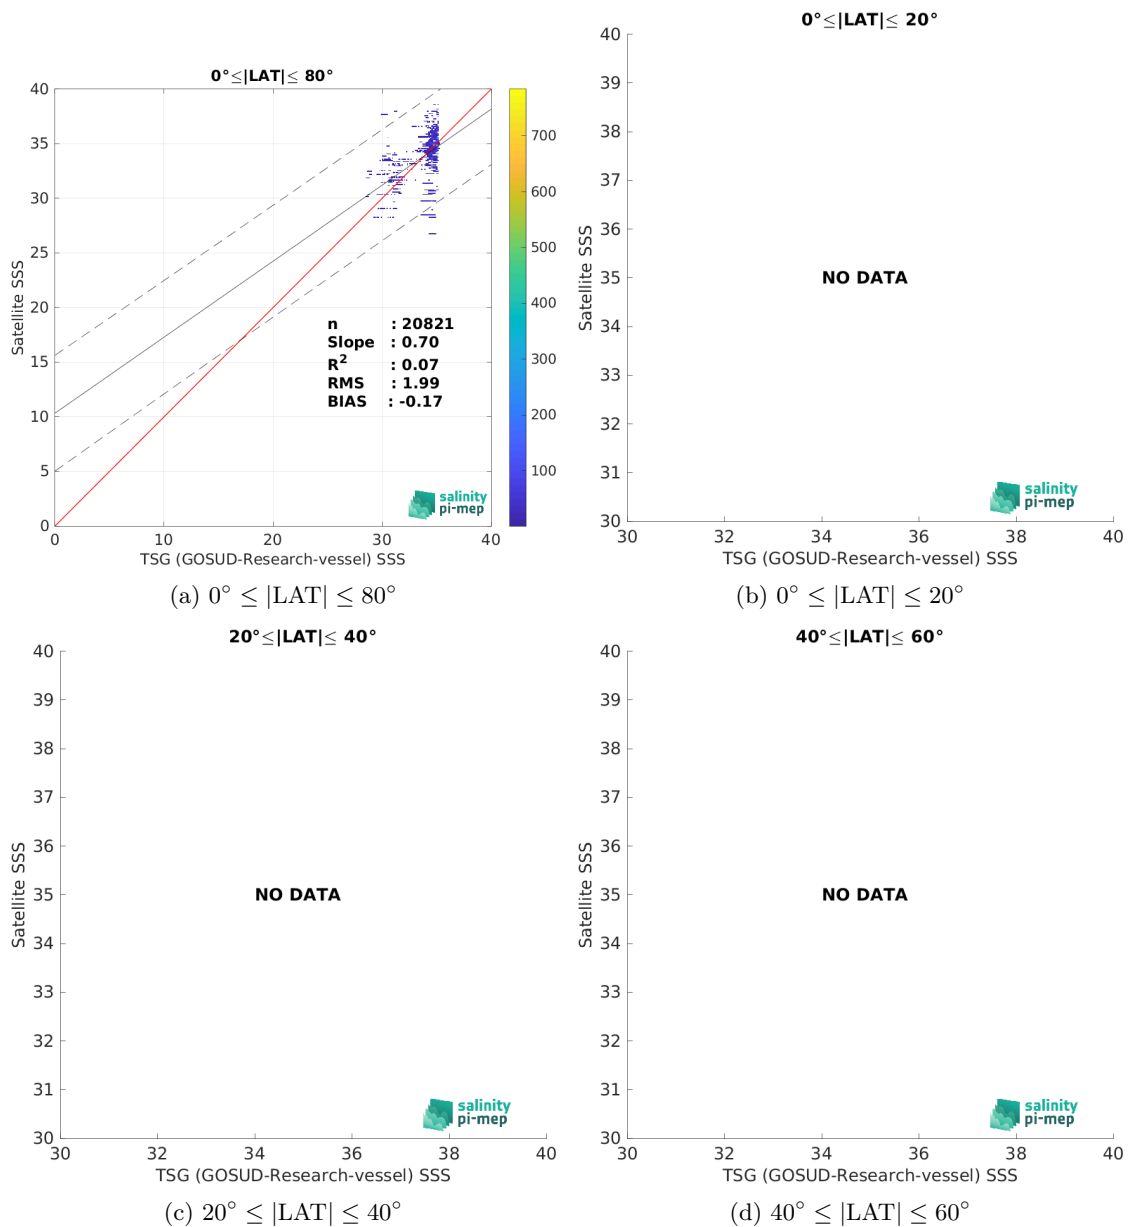 0°≤|LAT|≤ 80°
Satellite SSS
40
35
30
25
20
15
10
5
0
0
10
20
30
40
TSG (GOSUD-Research-vessel) SSS
n : 20821
Slope : 0.70
R² : 0.07
RMS : 1.99
BIAS : -0.17
salinity
pi-mep
700
600
500
400
300
200
100
(a) 0° ≤ |LAT| ≤ 80°
0°≤|LAT|≤ 20°
Satellite SSS
40
39
38
37
36
35
34
33
32
31
30
NO DATA
salinity
pi-mep
30
32
34
36
38
40
TSG (GOSUD-Research-vessel) SSS
(b) 0° ≤ |LAT| ≤ 20°
20°≤|LAT|≤ 40°
Satellite SSS
40
39
38
37
36
35
34
33
32
31
30
NO DATA
salinity
pi-mep
30
32
34
36
38
40
TSG (GOSUD-Research-vessel) SSS
(c) 20° ≤ |LAT| ≤ 40°
40°≤|LAT|≤ 60°
Satellite SSS
40
39
38
37
36
35
34
33
32
31
30
NO DATA
salinity
pi-mep
30
32
34
36
38
40
TSG (GOSUD-Research-vessel) SSS
(d) 40° ≤ |LAT| ≤ 60°